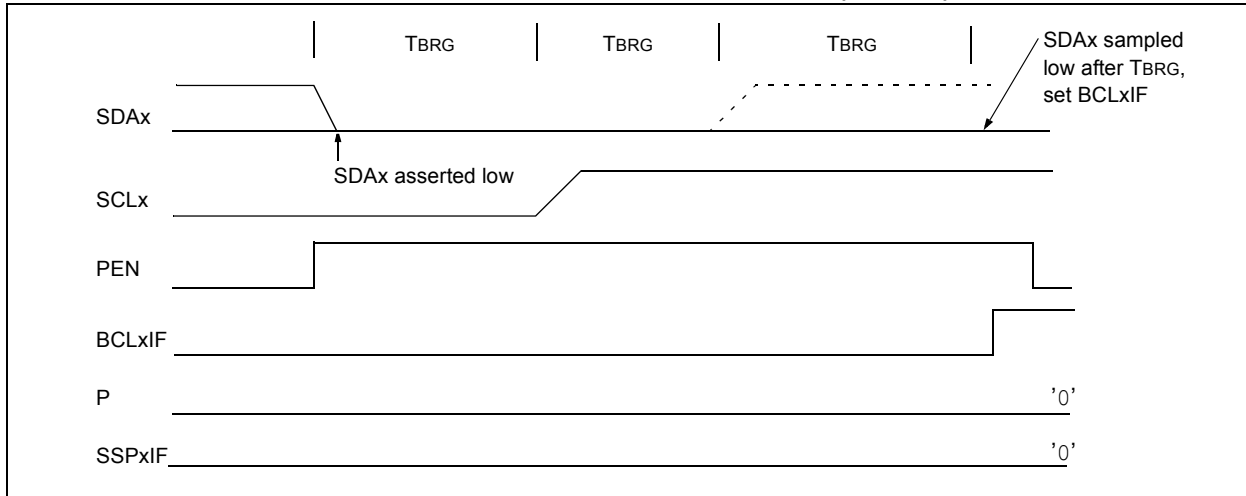 TBRG TBRG TBRG
SDAx sampled
low after TBRG,
set BCLxIF
SDAx
SDAx asserted low
SCLx
PEN
BCLxIF
P '0'
SSPxIF '0'